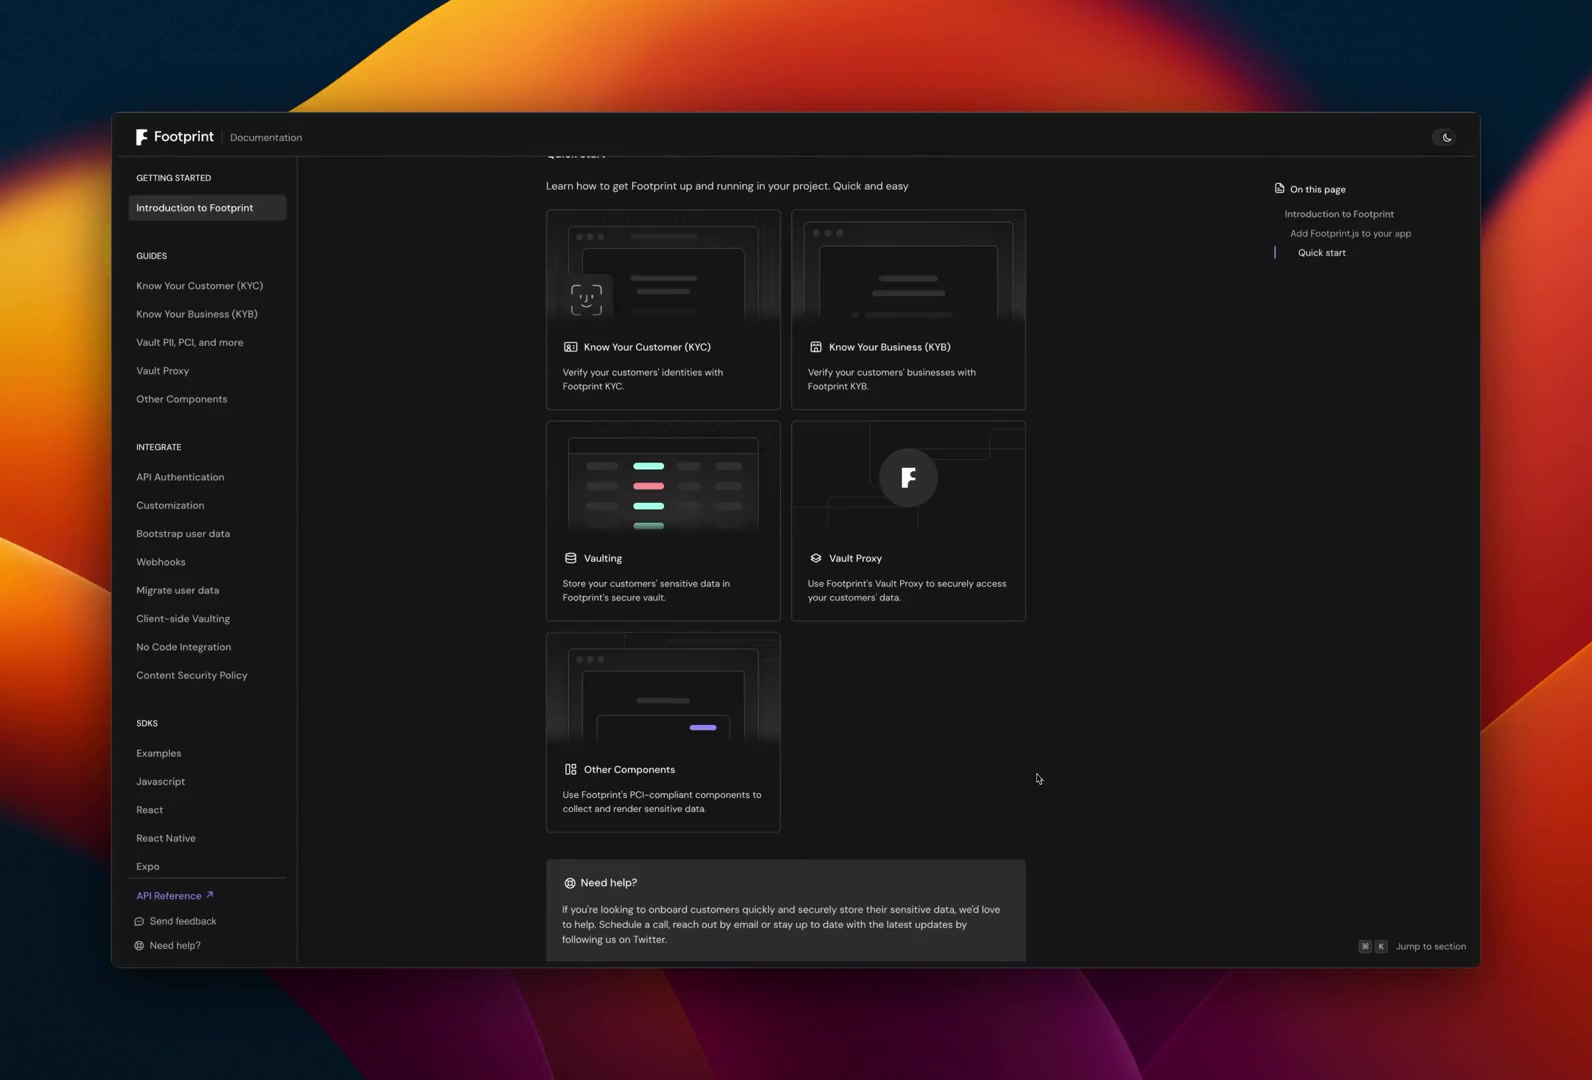 Footprint
Documentation
GETTING STARTED
Introduction to Footprint
GUIDES
Know Your Customer (KYC)
Know Your Business (KYB)
Vault PII, PCI, and more
Vault Proxy
Other Components
INTEGRATE
API Authentication
Customization
Bootstrap user data
Webhooks
Migrate user data
Client-side Vaulting
No Code Integration
Content Security Policy
SDKS
Examples
Javascript
React
React Native
Expo
API Reference ↗
Send feedback
Need help?
Quick start
Learn how to get Footprint up and running in your project. Quick and easy
Know Your Customer (KYC)
Verify your customers' identities with
Footprint KYC.
Know Your Business (KYB)
Verify your customers' businesses with
Footprint KYB.
Vaulting
Store your customers' sensitive data in
Footprint's secure vault.
Vault Proxy
Use Footprint's Vault Proxy to securely access
your customers' data.
Other Components
Use Footprint's PCI-compliant components to
collect and render sensitive data.
Need help?
If you're looking to onboard customers quickly and securely store their sensitive data, we'd love
to help. Schedule a call, reach out by email or stay up to date with the latest updates by
following us on Twitter.
On this page
Introduction to Footprint
Add Footprint.js to your app
Quick start
⌘ K Jump to section